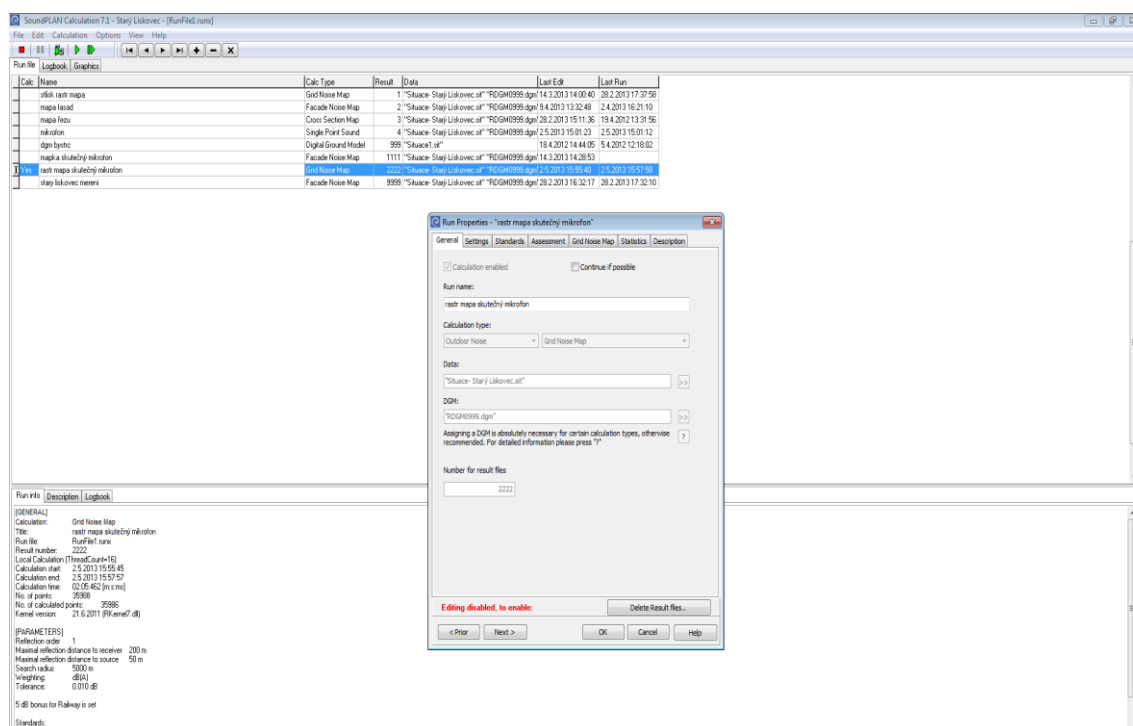 SoundPLAN Calculation 7.1 - Starý Lískovec - [RunFile1.runx]
File Edit Calculation Options View Help
Run file Logbook Graphics
Calc Name Calc Type Result Data Last Edit Last Run
stisk rastr mapa Grid Noise Map 1 "Situace- Starý Lískovec.sit" "RDGM0999.dgm" 14.3.2013 14:00:40 28.2.2013 17:37:58
mapa fasad Facade Noise Map 2 "Situace- Starý Lískovec.sit" "RDGM0999.dgm" 9.4.2013 13:32:48 2.4.2013 16:21:10
mapa řezu Cross Section Map 3 "Situace- Starý Lískovec.sit" "RDGM0999.dgm" 28.2.2013 15:11:36 19.4.2012 13:31:56
mikrofon Single Point Sound 4 "Situace- Starý Lískovec.sit" "RDGM0999.dgm" 2.5.2013 15:01:23 2.5.2013 15:01:12
dgm bystrc Digital Ground Model 999 "Situace1.sit" 18.4.2012 14:44:05 5.4.2012 12:18:02
mapka skutečný mikrofon Facade Noise Map 1111 "Situace- Starý Lískovec.sit" "RDGM0999.dgm" 14.3.2013 14:28:53
Yes rastr mapa skutečný mikrofon Grid Noise Map 2222 "Situace- Starý Lískovec.sit" "RDGM0999.dgm" 2.5.2013 15:55:40 2.5.2013 15:57:58
stary liskovec mereni Facade Noise Map 9999 "Situace- Starý Lískovec.sit" "RDGM0999.dgm" 28.2.2013 16:32:17 28.2.2013 17:32:10
Run Properties - "rastr mapa skutečný mikrofon"
General Settings Standards Assessment Grid Noise Map Statistics Description
Calculation enabled Continue if possible
Run name:
rastr mapa skutečný mikrofon
Calculation type:
Outdoor Noise Grid Noise Map
Data:
"Situace- Starý Lískovec.sit" >>
DGM:
"RDGM0999.dgm" >>
Assigning a DGM is absolutely necessary for certain calculation types, otherwise
recommended. For detailed information please press "?" ?
Number for result files
2222
Editing disabled, to enable: Delete Result files..
< Prior Next > OK Cancel Help
Run info Description Logbook
[GENERAL]
Calculation: Grid Noise Map
Title: rastr mapa skutečný mikrofon
Run file: RunFile1.runx
Result number: 2222
Local Calculation (ThreadCount=16)
Calculation start: 2.5.2013 15:55:45
Calculation end: 2.5.2013 15:57:57
Calculation time: 02:05:462 [m:s:ms]
No. of points: 35988
No. of calculated points: 35986
Kernel version: 21.6.2011 (RKernel7.dll)
[PARAMETERS]
Reflection order 1
Maximal reflection distance to receiver 200 m
Maximal reflection distance to source 50 m
Search radius 5000 m
Weighting: dB(A)
Tolerance: 0.010 dB
5 dB bonus for Railway is set
Standards: